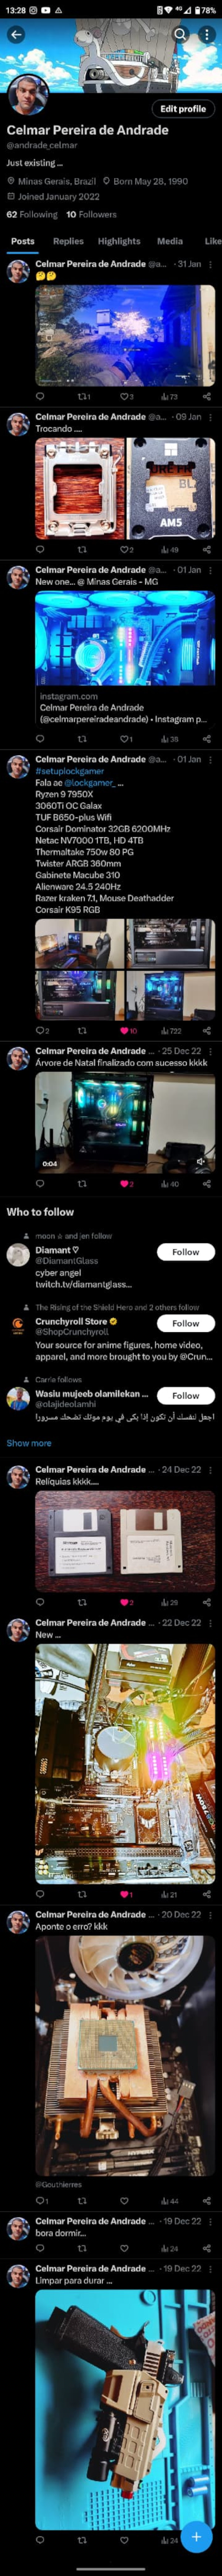 13:28
4G 78%
Edit profile
Celmar Pereira de Andrade
@andrade_celmar
Just existing ...
Minas Gerais, Brazil Born May 28, 1990
Joined January 2022
62 Following 10 Followers
Posts Replies Highlights Media Like
Celmar Pereira de Andrade @a... · 31 Jan
🤔🤔
1 3 73
Celmar Pereira de Andrade @a... · 09 Jan
Trocando ....
AM5
2 49
Celmar Pereira de Andrade @a... · 01 Jan
New one... @ Minas Gerais - MG
instagram.com
Celmar Pereira de Andrade
(@celmarpereiradeandrade) • Instagram p...
1 38
Celmar Pereira de Andrade @a... · 01 Jan
#setuplockgamer
Fala ae @lockgamer_ ...
Ryzen 9 7950X
3060Ti OC Galax
TUF B650-plus Wifi
Corsair Dominator 32GB 6200MHz
Netac NV7000 1TB, HD 4TB
Thermaltake 750w 80 PG
Twister ARGB 360mm
Gabinete Macube 310
Alienware 24.5 240Hz
Razer kraken 7.1, Mouse Deathadder
Corsair K95 RGB
2 10 722
Celmar Pereira de Andrade ... · 25 Dec 22
Árvore de Natal finalizado com sucesso kkkk
0:04
2 40
Who to follow
moon ☆ and jen follow
Diamant ♡
@DiamantGlass
Follow
cyber angel
twitch.tv/diamantglass...
The Rising of the Shield Hero and 2 others follow
Crunchyroll Store
@ShopCrunchyroll
Follow
Your source for anime figures, home video,
apparel, and more brought to you by @Crun...
Carrie follows
Wasiu mujeeb olamilekan ...
@olajideolamhi
Follow
اجعل لنفسك أن تكون إذا بكى في يوم موتك تضحك مسرورا
Show more
Celmar Pereira de Andrade ... · 24 Dec 22
Relíquias kkkk....
2 29
Celmar Pereira de Andrade ... · 22 Dec 22
New ...
1 21
Celmar Pereira de Andrade ... · 20 Dec 22
Aponte o erro? kkk
@Gouthierres
1 44
Celmar Pereira de Andrade ... · 19 Dec 22
bora dormir...
24
Celmar Pereira de Andrade ... · 19 Dec 22
Limpar para durar ...
24